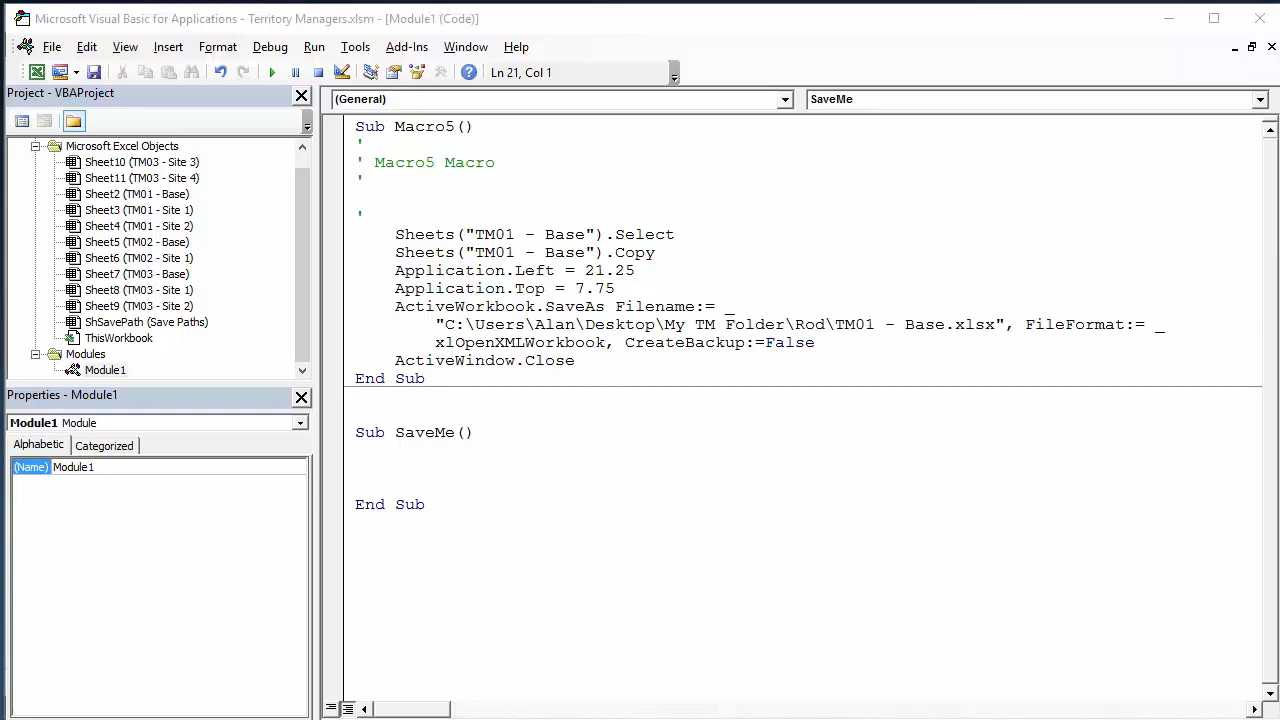 Microsoft Visual Basic for Applications - Territory Managers.xlsm - [Module1 (Code)]
File Edit View Insert Format Debug Run Tools Add-Ins Window Help
Ln 21, Col 1
Project - VBAProject
Microsoft Excel Objects
Sheet10 (TM03 - Site 3)
Sheet11 (TM03 - Site 4)
Sheet2 (TM01 - Base)
Sheet3 (TM01 - Site 1)
Sheet4 (TM01 - Site 2)
Sheet5 (TM02 - Base)
Sheet6 (TM02 - Site 1)
Sheet7 (TM03 - Base)
Sheet8 (TM03 - Site 1)
Sheet9 (TM03 - Site 2)
ShSavePath (Save Paths)
ThisWorkbook
Modules
Module1
Properties - Module1
Module1 Module
Alphabetic Categorized
(Name) Module1
(General) SaveMe
Sub Macro5()
'
' Macro5 Macro
'
'
Sheets("TM01 - Base").Select
Sheets("TM01 - Base").Copy
Application.Left = 21.25
Application.Top = 7.75
ActiveWorkbook.SaveAs Filename:= _
"C:\Users\Alan\Desktop\My TM Folder\Rod\TM01 - Base.xlsx", FileFormat:= _
xlOpenXMLWorkbook, CreateBackup:=False
ActiveWindow.Close
End Sub
Sub SaveMe()
End Sub